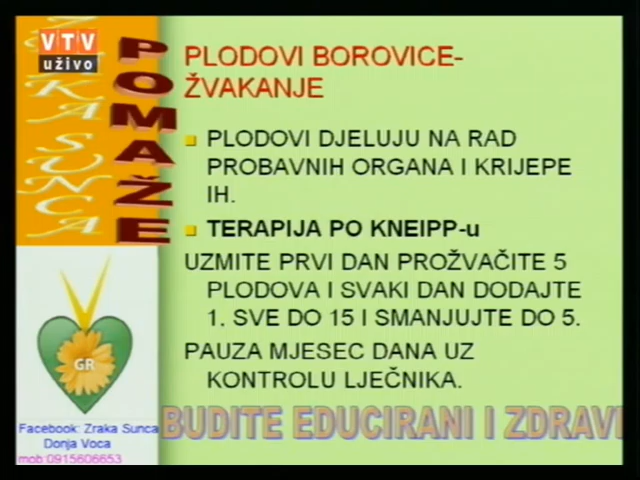 VTV
uživo
ZRAKA SUNCA
POMAŽE
PLODOVI BOROVICE-
ŽVAKANJE
PLODOVI DJELUJU NA RAD
PROBAVNIH ORGANA I KRIJEPE
IH.
TERAPIJA PO KNEIPP-u
UZMITE PRVI DAN PROŽVAČITE 5
PLODOVA I SVAKI DAN DODAJTE
1. SVE DO 15 I SMANJUJTE DO 5.
PAUZA MJESEC DANA UZ
KONTROLU LJEČNIKA.
GR
Facebook: Zraka Sunca
Donja Voca
mob:0915606653
BUDITE EDUCIRANI I ZDRAVI